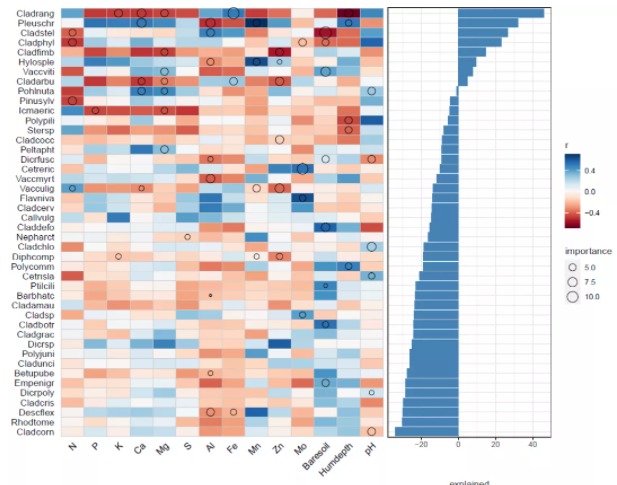 Cladrang
Pleuschr
Cladstel
Cladphyl
Cladfimb
Hylosple
Vaccviti
Cladarbu
Pohlnuta
Pinusylv
Icmaeric
Polypili
Stersp
Cladcocc
Peltapht
Dicrfusc
Cetreric
Vaccmyrt
Vacculig
Flavniva
Cladcerv
Callvulg
Claddefo
Nepharct
Cladchlo
Diphcomp
Polycomm
Cetrisla
Ptilcili
Barbhatc
Cladamau
Cladsp
Cladbotr
Cladgrac
Dicrsp
Polyjuni
Cladunci
Betupube
Empenigr
Dicrpoly
Cladcris
Descflex
Rhodtome
Cladcorn
N P K Ca Mg S Al Fe Mn Zn Mo Baresoil Humdepth pH
−20 0 20 40
explained
r
0.4
0.0
−0.4
importance
5.0
7.5
10.0